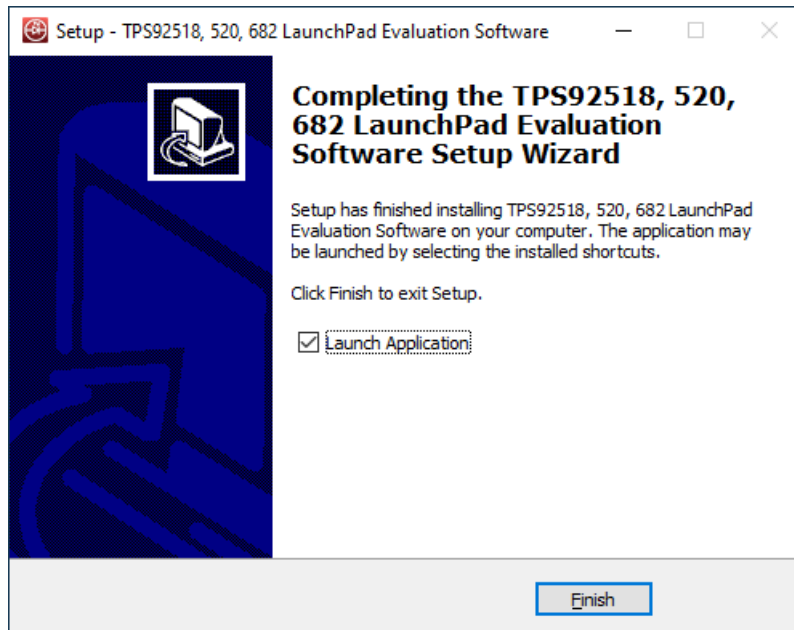 Setup - TPS92518, 520, 682 LaunchPad Evaluation Software
Completing the TPS92518, 520,
682 LaunchPad Evaluation
Software Setup Wizard
Setup has finished installing TPS92518, 520, 682 LaunchPad
Evaluation Software on your computer. The application may
be launched by selecting the installed shortcuts.
Click Finish to exit Setup.
Launch Application
Finish